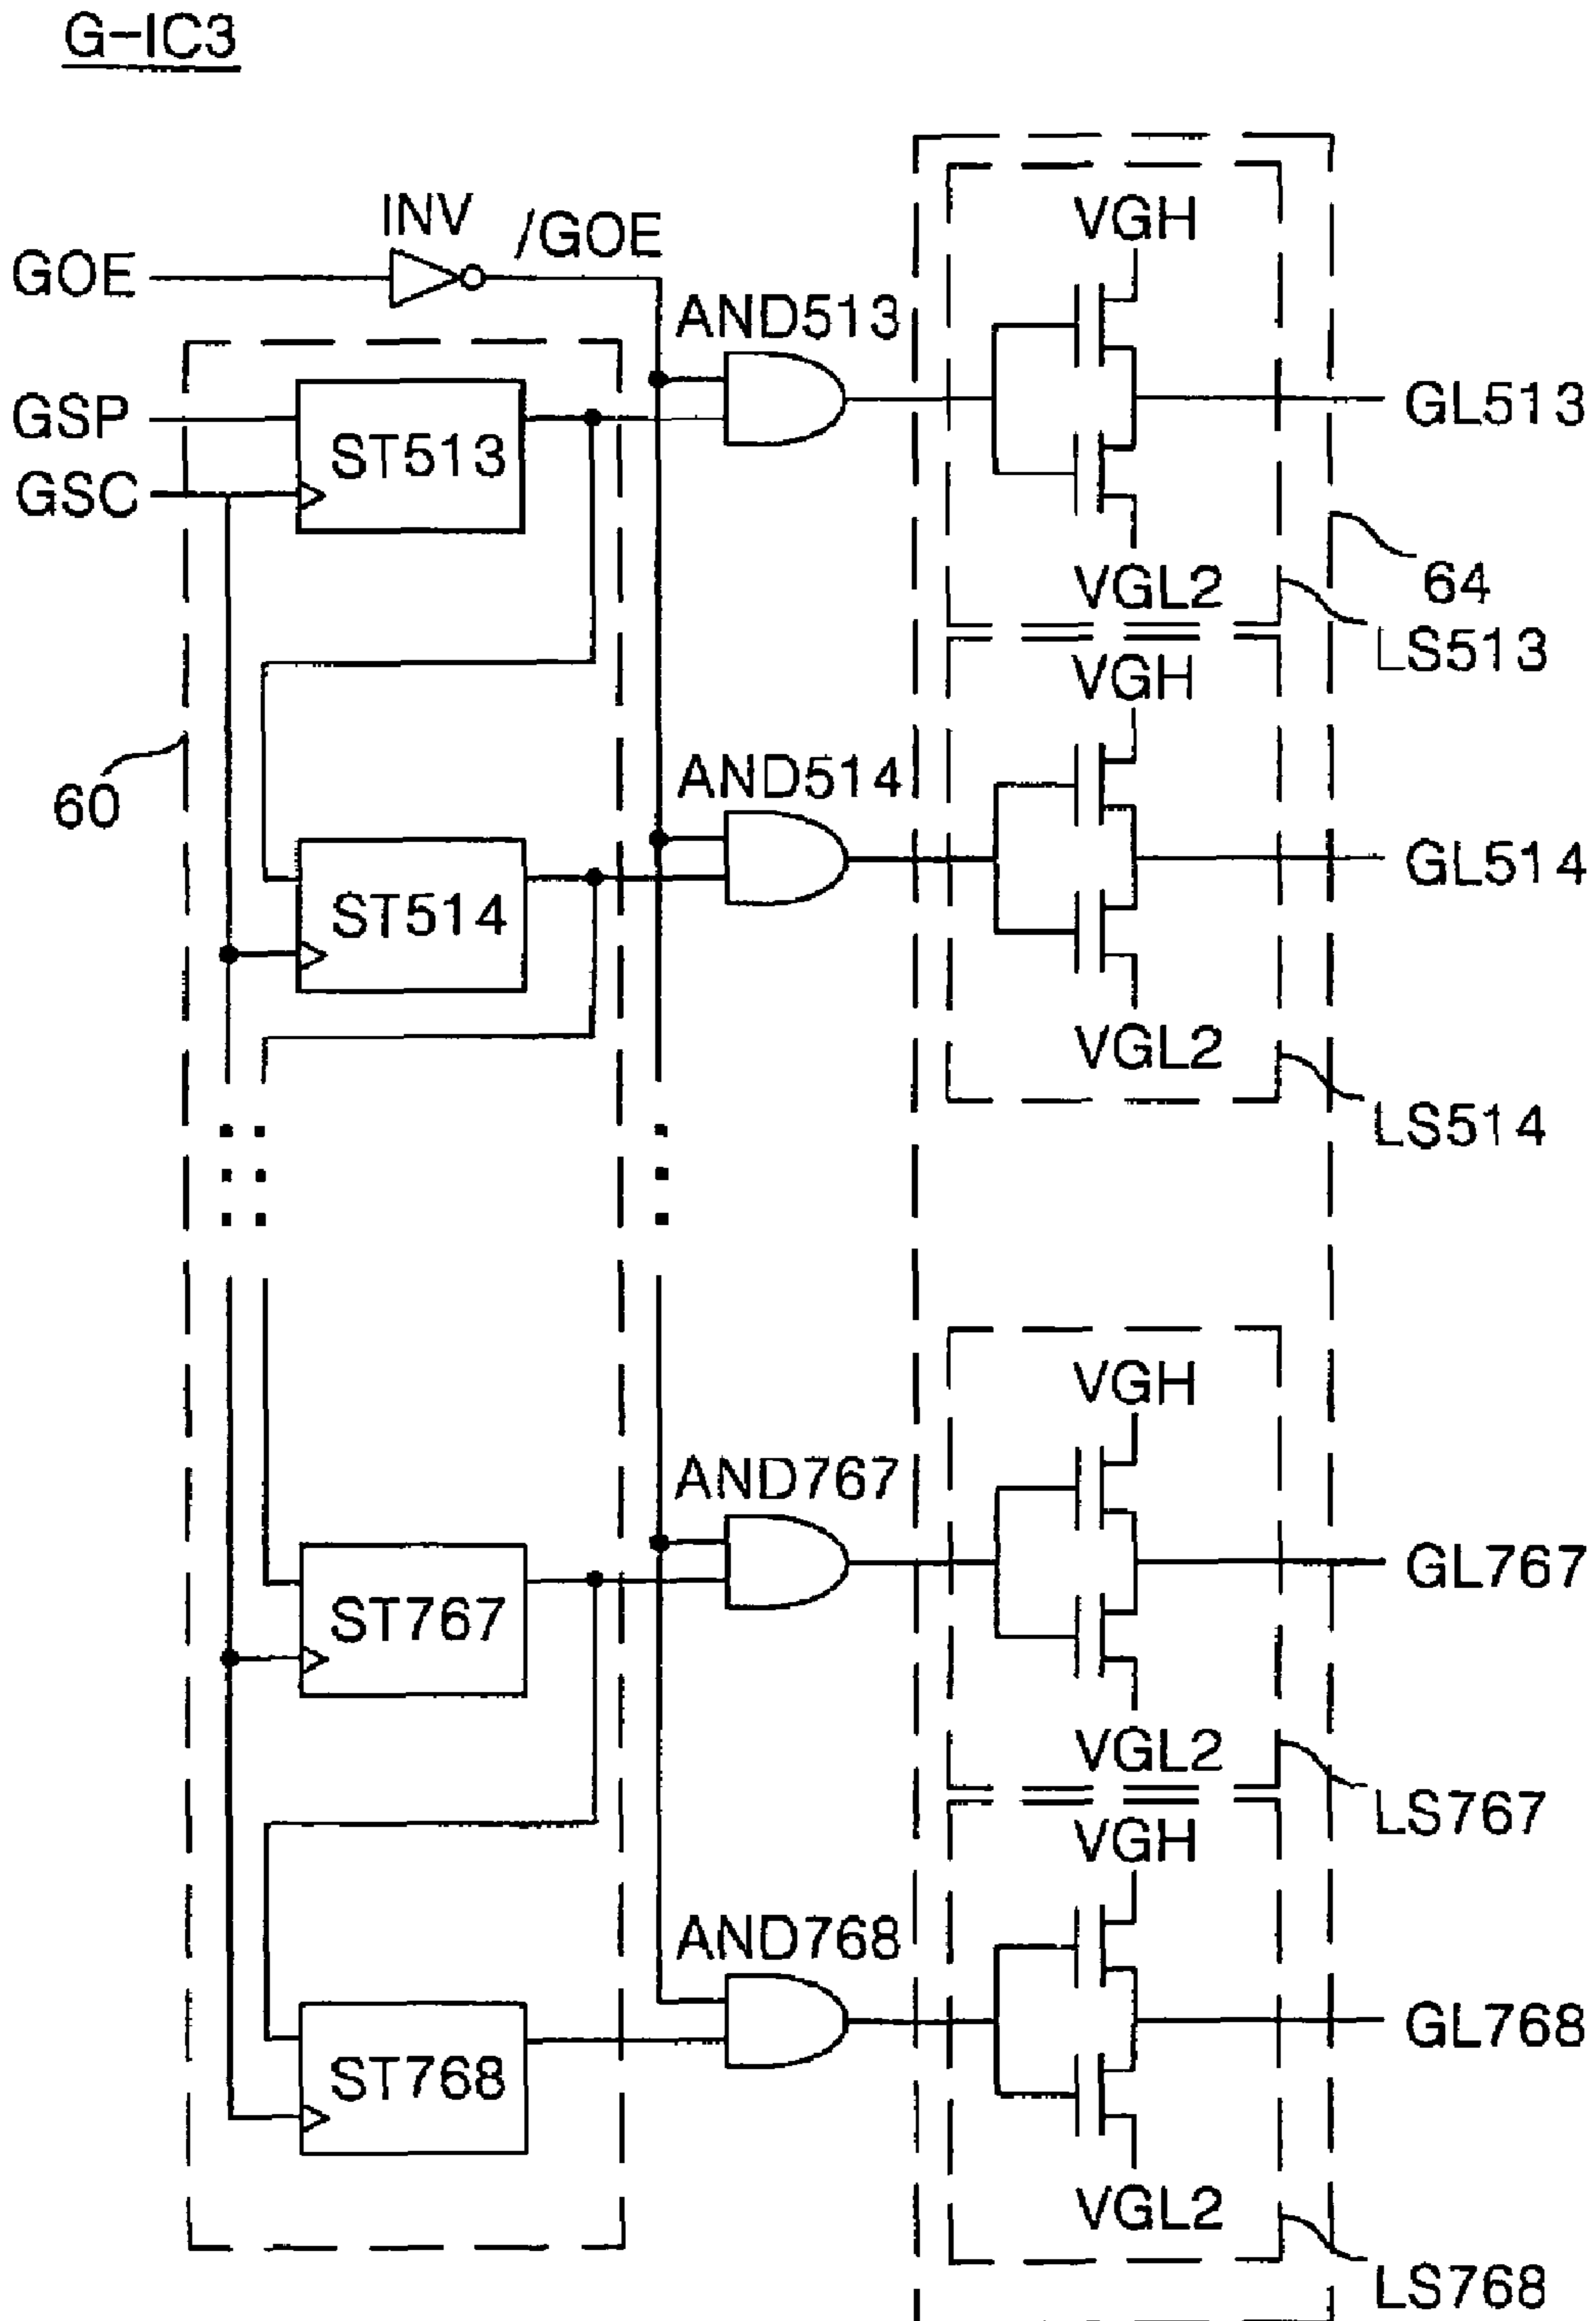 G-IC3
INV
/GOE
GOE
AND513
VGH
GSP
ST513
GL513
GSC
VGL2
64
LS513
VGH
60
AND514
ST514
GL514
VGL2
LS514
VGH
AND767
ST767
GL767
VGL2
LS767
VGH
AND768
ST768
GL768
VGL2
LS768